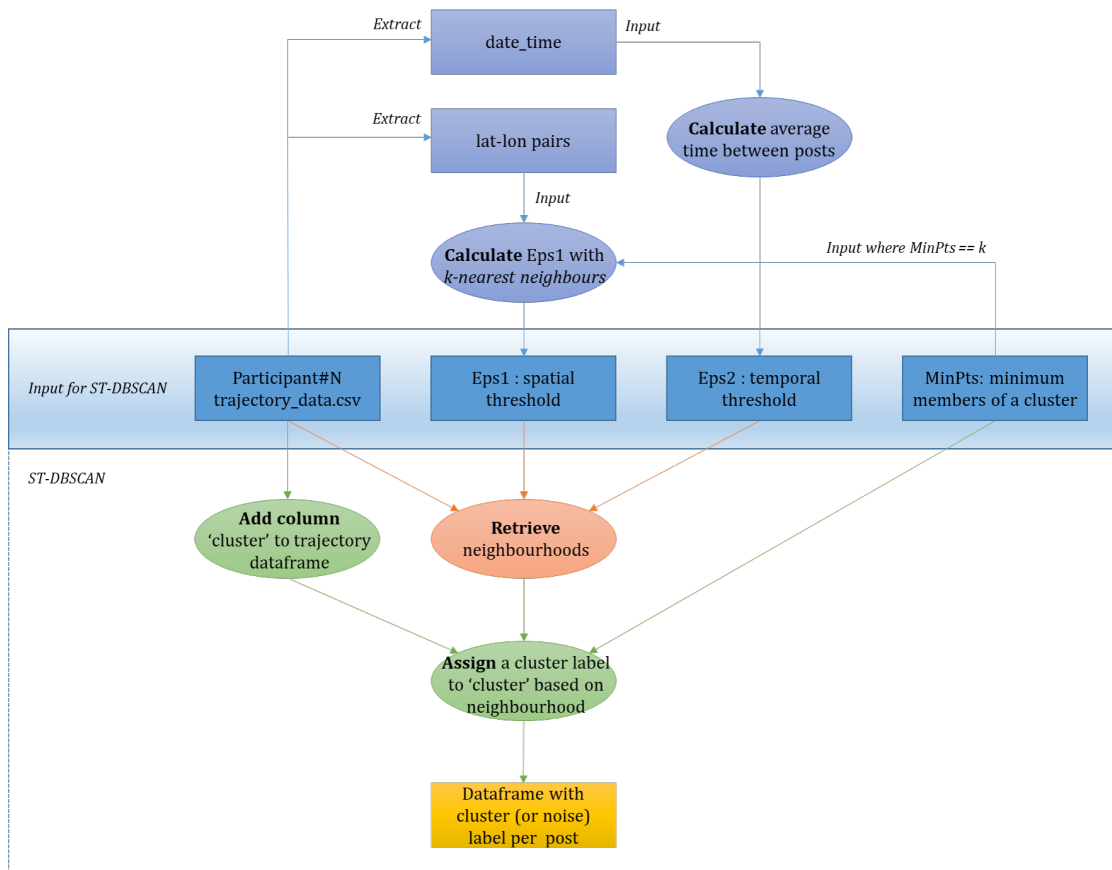 Extract
Input
date_time
Extract
lat-lon pairs
Calculate average
time between posts
Input
Calculate Eps1 with
k-nearest neighbours
Input where MinPts == k
Input for ST-DBSCAN
Participant#N
trajectory_data.csv
Eps1 : spatial
threshold
Eps2 : temporal
threshold
MinPts: minimum
members of a cluster
ST-DBSCAN
Add column
‘cluster’ to trajectory
dataframe
Retrieve
neighbourhoods
Assign a cluster label
to ‘cluster’ based on
neighbourhood
Dataframe with
cluster (or noise)
label per post